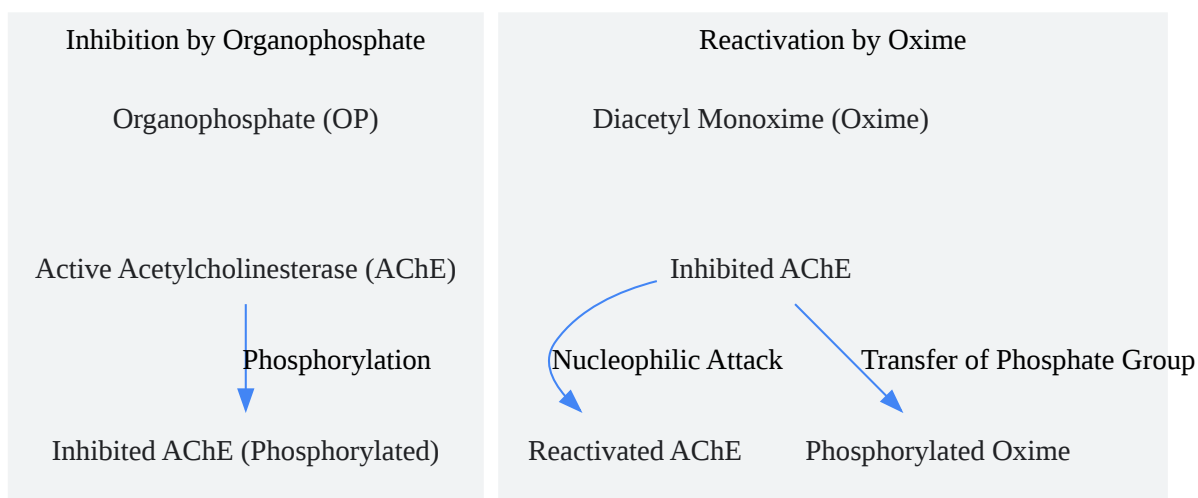 Inhibition by Organophosphate
Organophosphate (OP)
Active Acetylcholinesterase (AChE)
Phosphorylation
Inhibited AChE (Phosphorylated)
Reactivation by Oxime
Diacetyl Monoxime (Oxime)
Inhibited AChE
Nucleophilic Attack
Transfer of Phosphate Group
Reactivated AChE
Phosphorylated Oxime